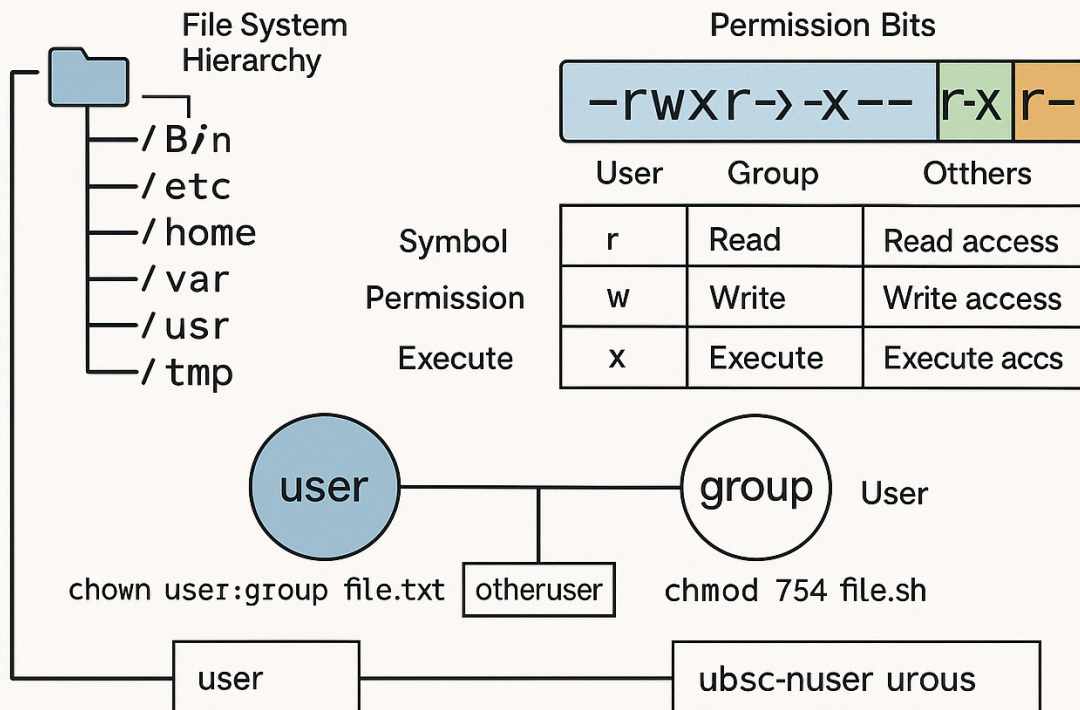 File System
Hierarchy
/ Bin
/ etc
/ home
/ var
/ usr
/ tmp
Permission Bits
-rwxr-› -x-- r-x r-
User Group Otthers
Symbol r Read Read access
Permission w Write Write access
Execute x Execute Execute accs
user group User
chown user:group file.txt otheruser chmod 754 file.sh
user ubsc-nuser urous